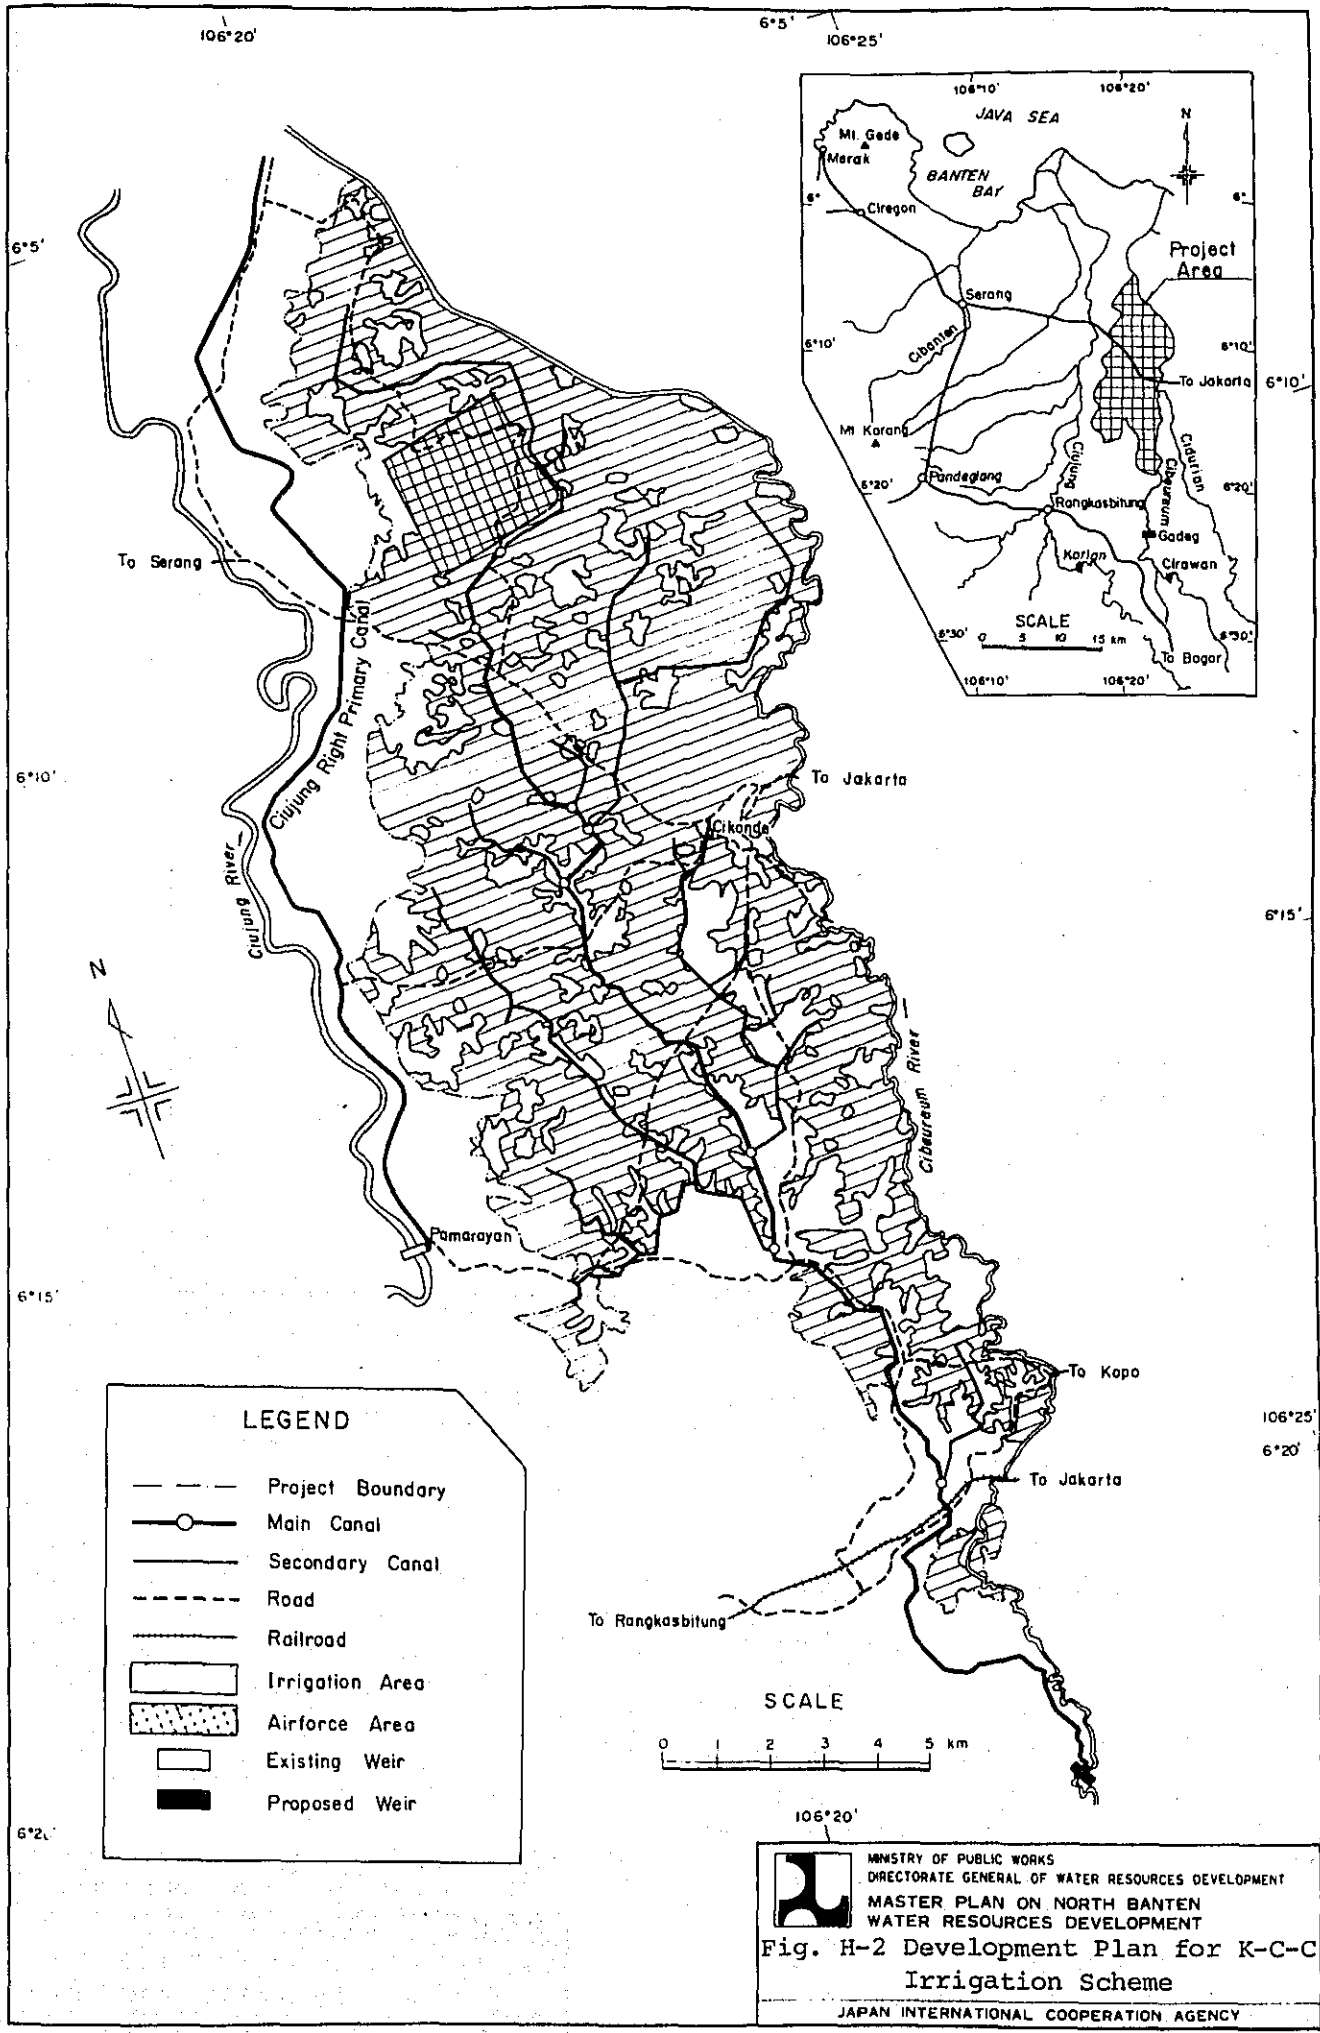 106°20'
6°5'
106°25'
106°10'
106°20'
JAVA SEA
N
Mt. Gede
Merak
BANTEN
BAY
6°
6°
Ciregon
Project
Area
Serang
Cibanten
6°10'
6°10'
To Jakarta
6°10'
Mt Karang
Ciujung
Cidurian
Cibeureum
6°20'
Pandeglang
6°20'
Rangkasbitung
Gadeg
Karian
Cirawan
SCALE
6°30'
0 5 10 15 km
6°30'
To Bogor
106°10'
106°20'
6°5'
To Serang
Ciujung Right Primary Canal
6°10'
To Jakarta
Cikande
Ciujung River
6°15'
N
Cibeureum River
Pamarayan
6°15'
To Kopo
106°25'
6°20'
To Jakarta
To Rangkasbitung
LEGEND
Project Boundary
Main Canal
Secondary Canal
Road
Railroad
Irrigation Area
Airforce Area
Existing Weir
Proposed Weir
SCALE
0 1 2 3 4 5 km
106°20'
MINISTRY OF PUBLIC WORKS
DIRECTORATE GENERAL OF WATER RESOURCES DEVELOPMENT
MASTER PLAN ON NORTH BANTEN
WATER RESOURCES DEVELOPMENT
Fig. H-2 Development Plan for K-C-C
Irrigation Scheme
JAPAN INTERNATIONAL COOPERATION AGENCY